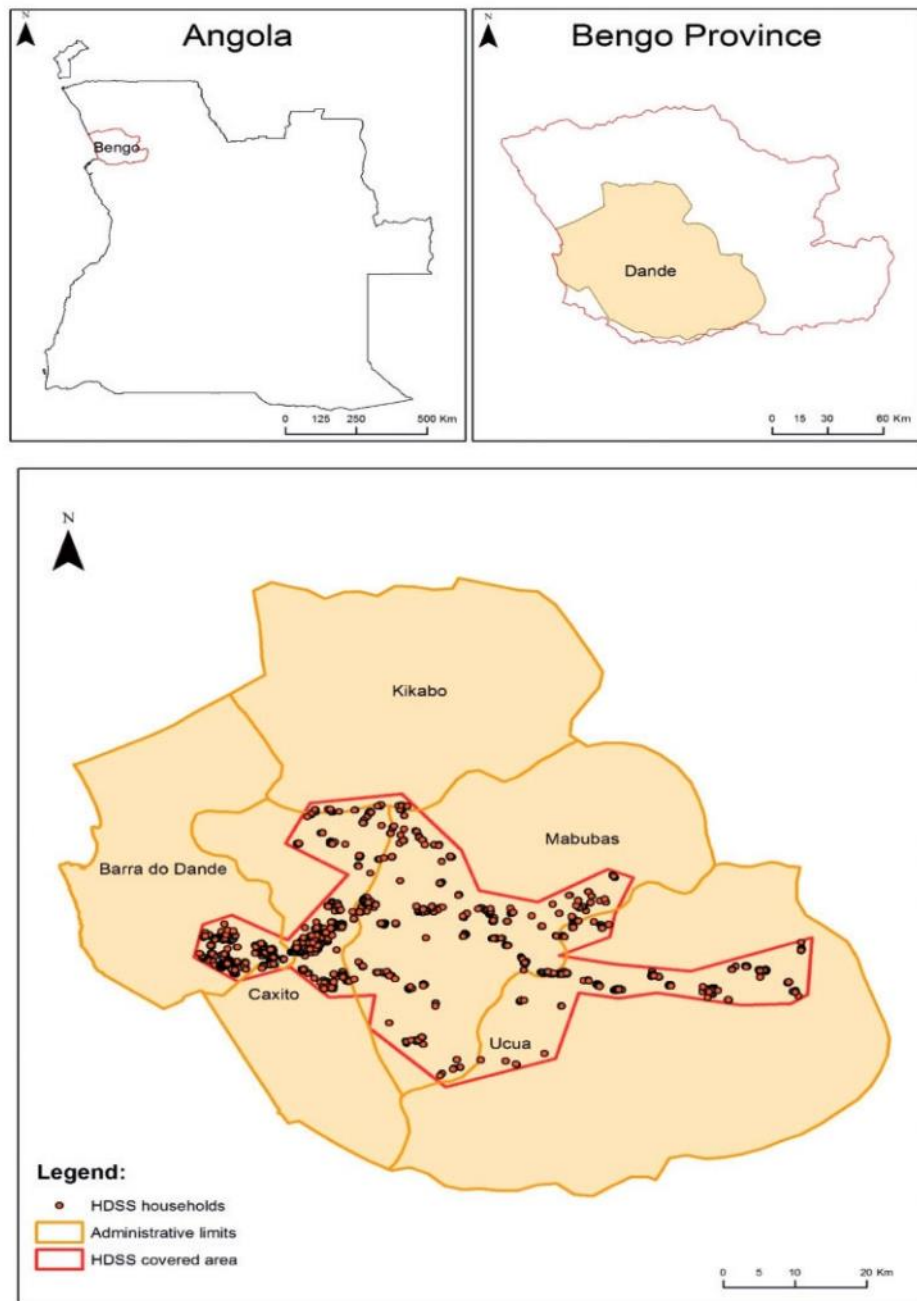 N
Angola
Bengo
0 125 250 500 Km
N
Bengo Province
Dande
0 15 30 60 Km
N
Kikabo
Mabubas
Barra do Dande
Caxito
Ucua
Legend:
HDSS households
Administrative limits
HDSS covered area
0 5 10 20 Km